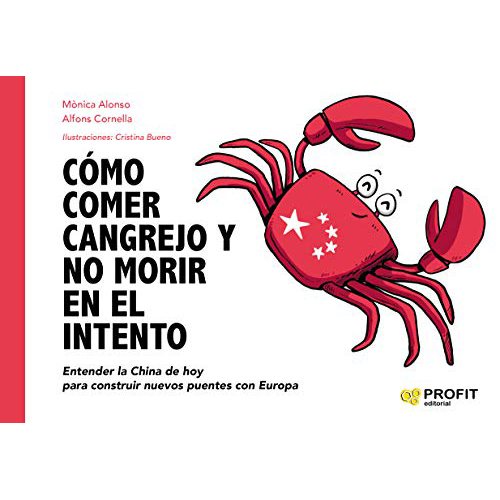 Mònica Alonso
Alfons Cornella
Ilustraciones: Cristina Bueno
CÓMO
COMER
CANGREJO Y
NO MORIR
EN EL
INTENTO
Entender la China de hoy
para construir nuevos puentes con Europa
PROFIT
editorial